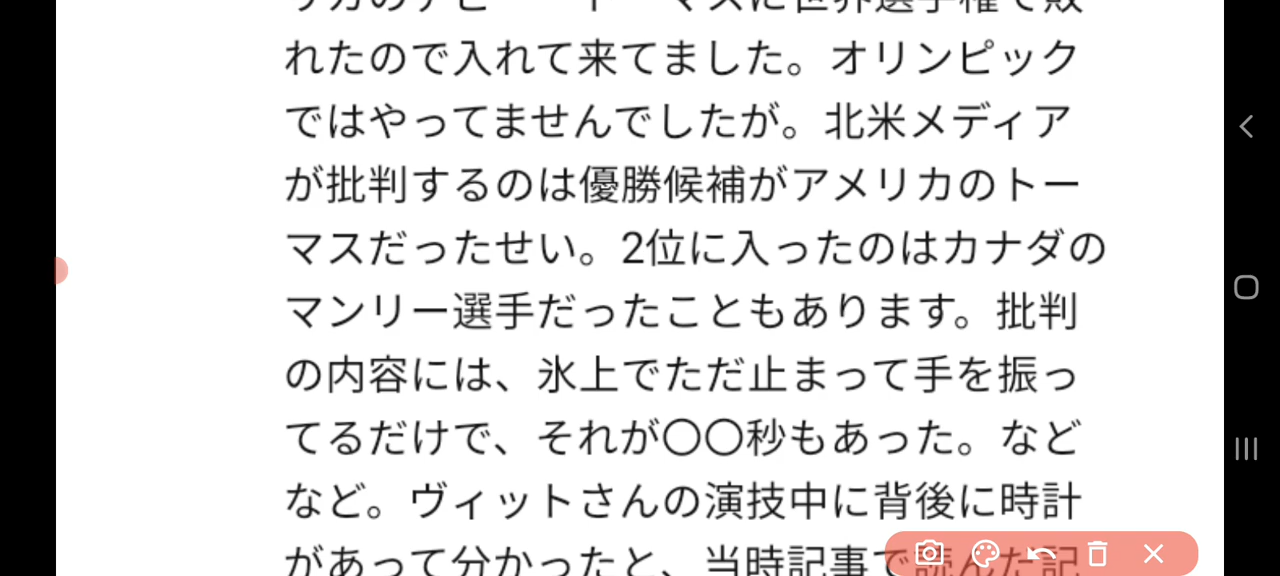 れたので入れて来てました。オリンピック
ではやってませんでしたが。北米メディア
が批判するのは優勝候補がアメリカのトー
マスだったせい。2位に入ったのはカナダの
マンリー選手だったこともあります。批判
の内容には、氷上でただ止まって手を振っ
てるだけで、それが〇〇秒もあった。など
など。ヴィットさんの演技中に背後に時計
があって分かったと、当時記事で読んだ記